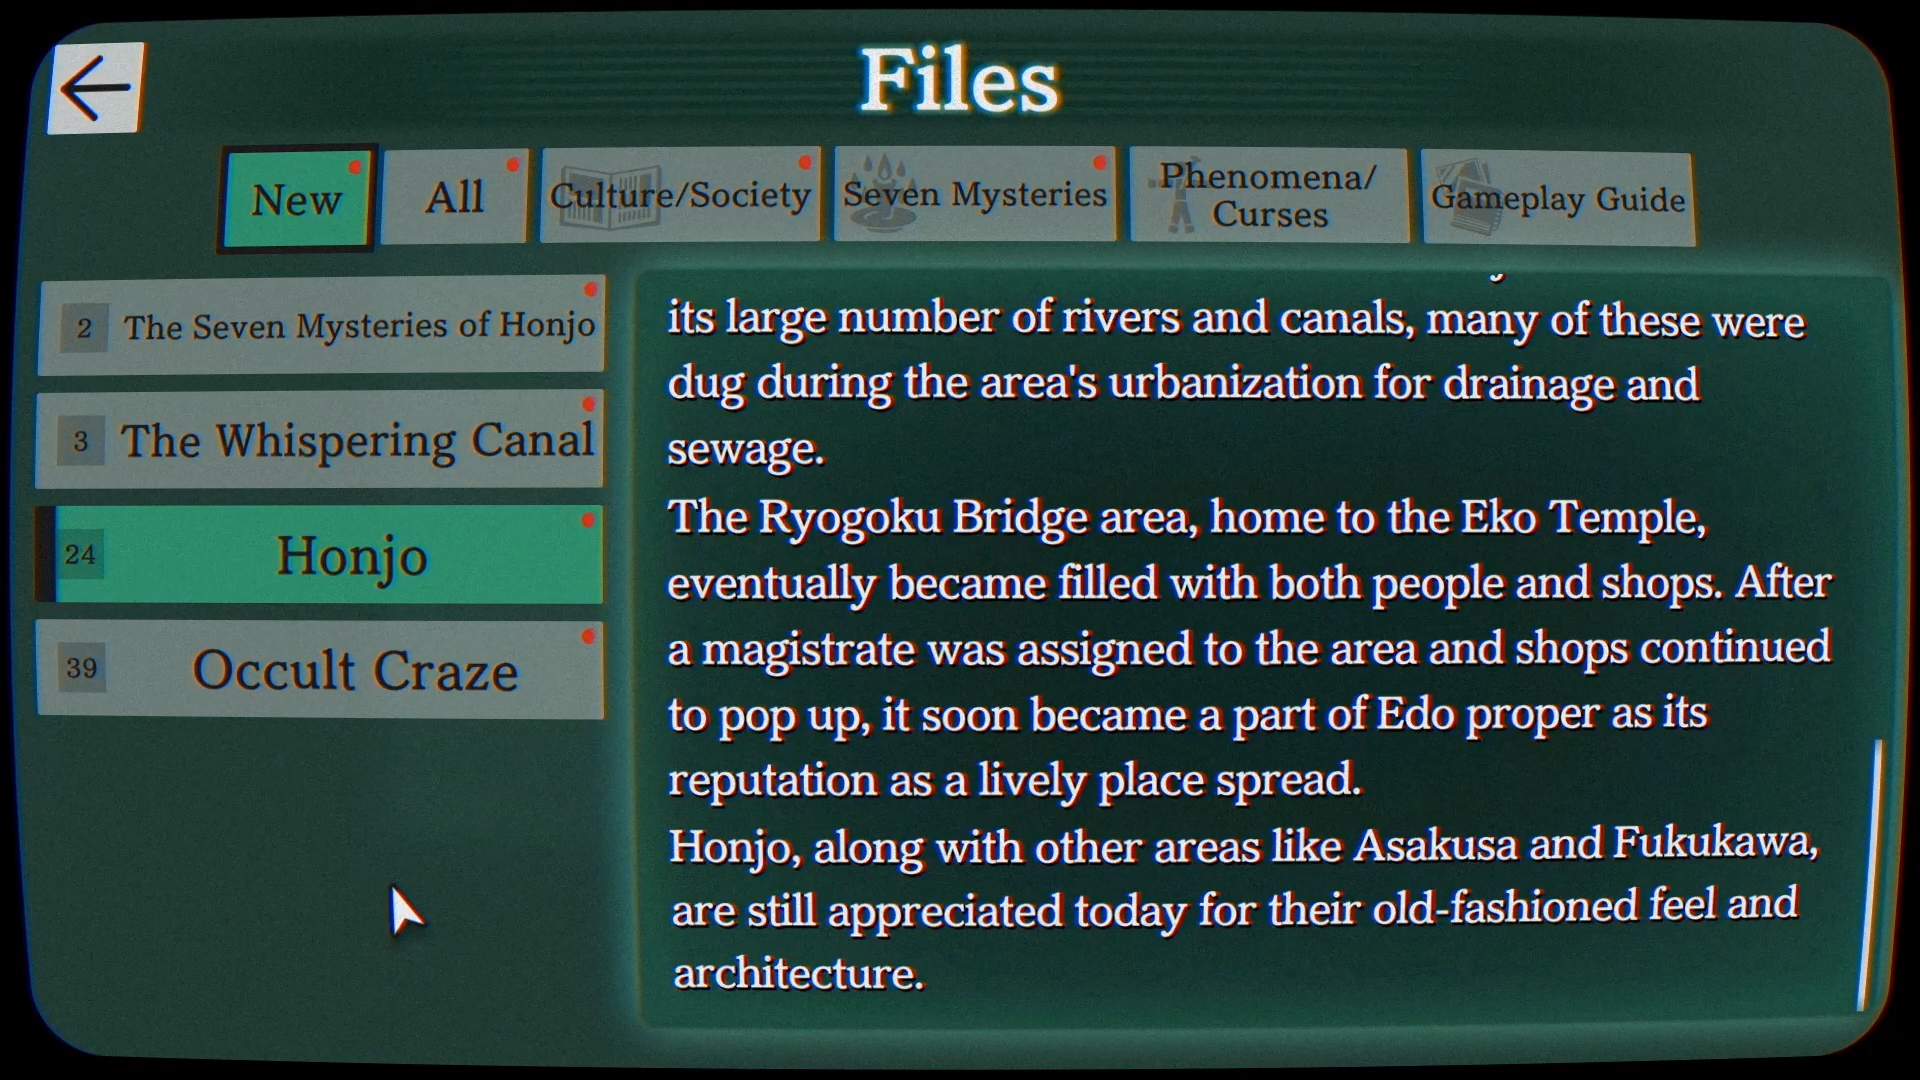 Files
New
All
Culture/Society
Seven Mysteries
Phenomena/
Curses
Gameplay Guide
2 The Seven Mysteries of Honjo
3 The Whispering Canal
24 Honjo
39 Occult Craze
its large number of rivers and canals, many of these were
dug during the area's urbanization for drainage and
sewage.
The Ryogoku Bridge area, home to the Eko Temple,
eventually became filled with both people and shops. After
a magistrate was assigned to the area and shops continued
to pop up, it soon became a part of Edo proper as its
reputation as a lively place spread.
Honjo, along with other areas like Asakusa and Fukukawa,
are still appreciated today for their old-fashioned feel and
architecture.